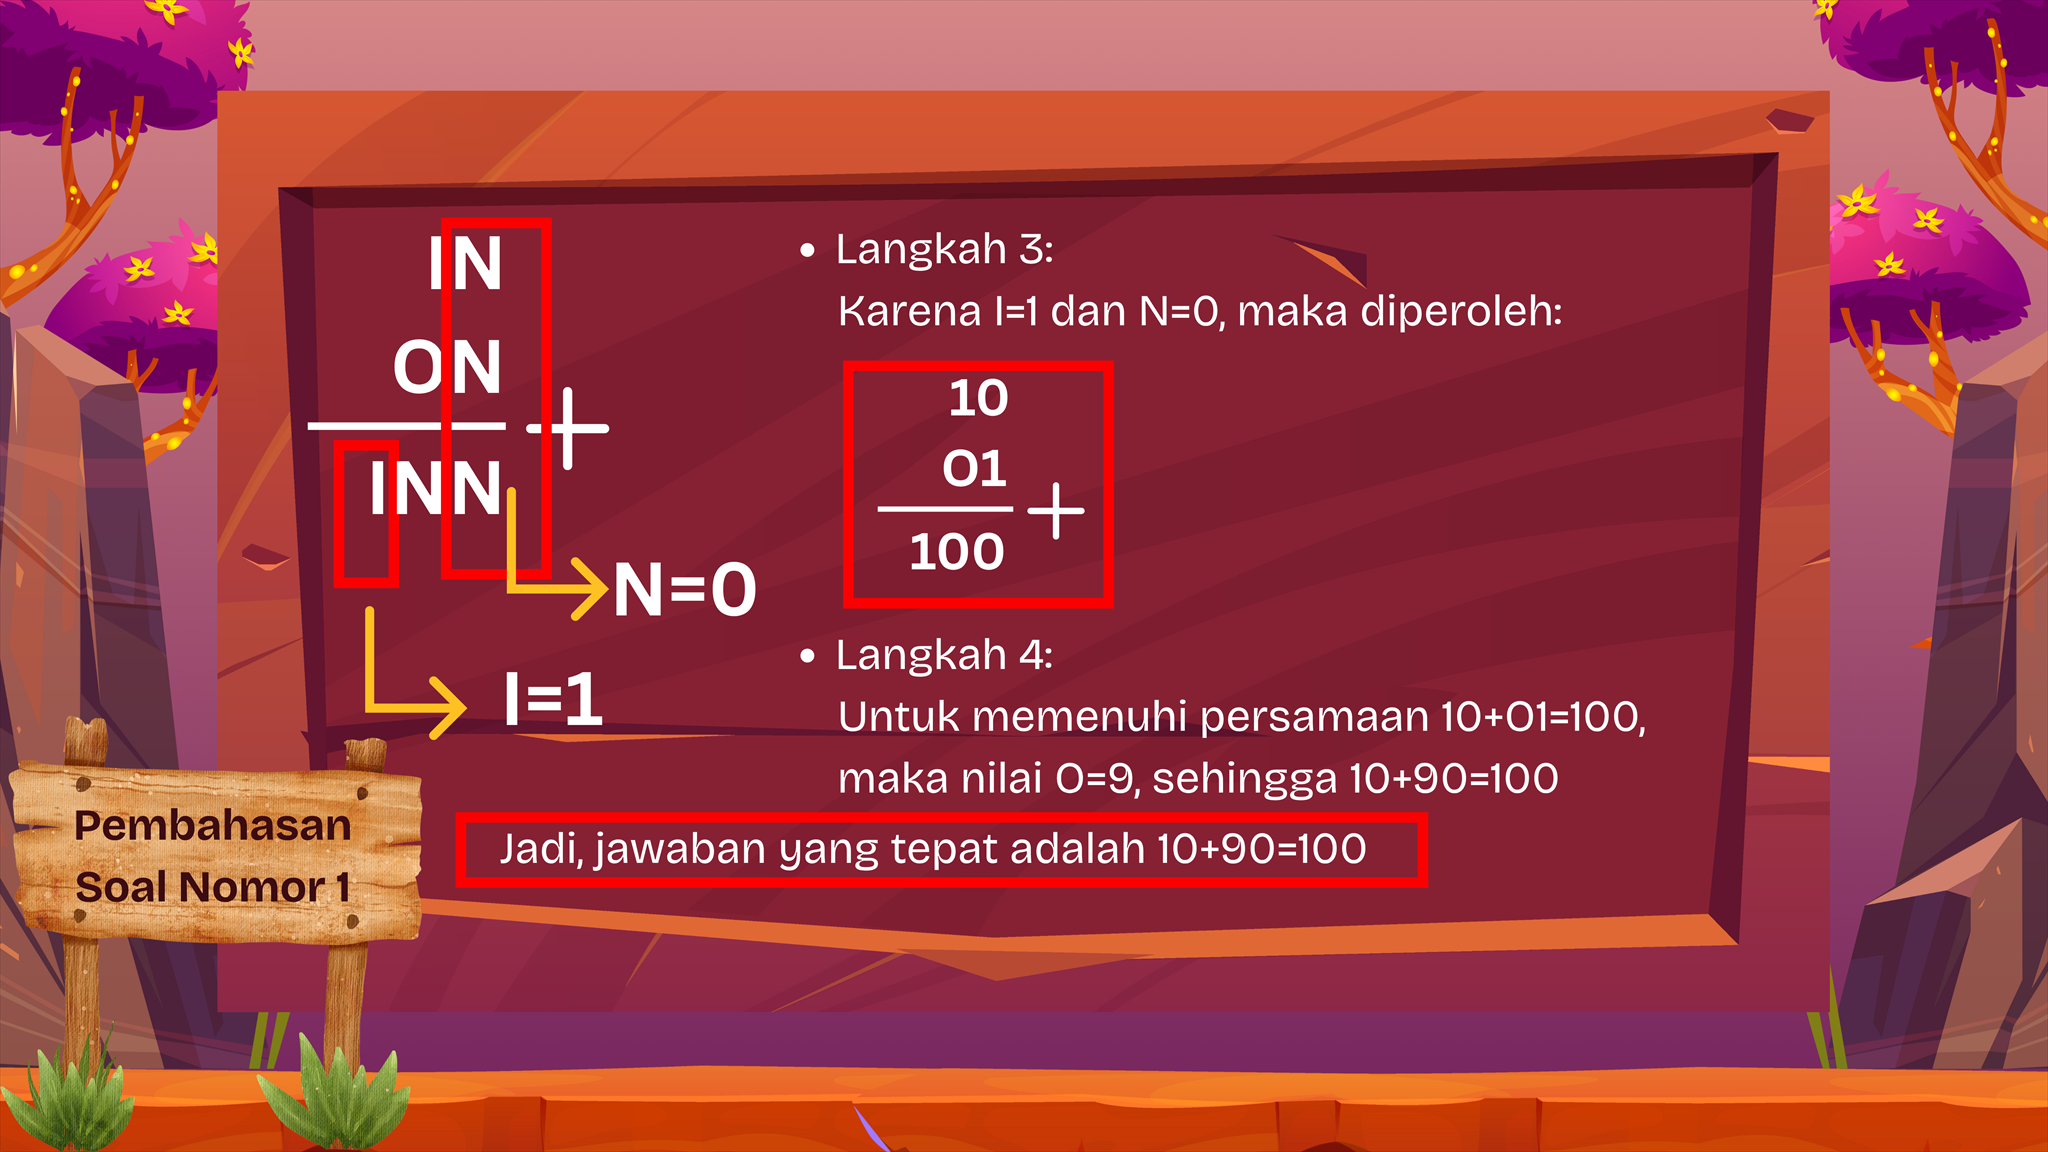 IN
ON
+
INN
N=0
I=1
• Langkah 3:
Karena I=1 dan N=0, maka diperoleh:
10
O1
+
100
• Langkah 4:
Untuk memenuhi persamaan 10+O1=100,
maka nilai O=9, sehingga 10+90=100
Jadi, jawaban yang tepat adalah 10+90=100
Pembahasan
Soal Nomor 1